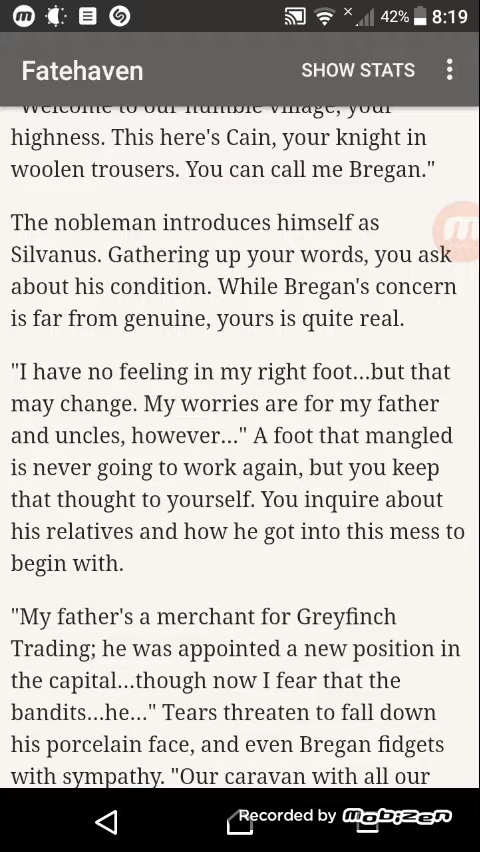 42% 8:19
Fatehaven SHOW STATS
"Welcome to our humble village, your
highness. This here's Cain, your knight in
woolen trousers. You can call me Bregan."
The nobleman introduces himself as
Silvanus. Gathering up your words, you ask
about his condition. While Bregan's concern
is far from genuine, yours is quite real.
"I have no feeling in my right foot...but that
may change. My worries are for my father
and uncles, however..." A foot that mangled
is never going to work again, but you keep
that thought to yourself. You inquire about
his relatives and how he got into this mess to
begin with.
"My father's a merchant for Greyfinch
Trading; he was appointed a new position in
the capital...though now I fear that the
bandits...he..." Tears threaten to fall down
his porcelain face, and even Bregan fidgets
with sympathy. "Our caravan with all our
Recorded by Mobizen